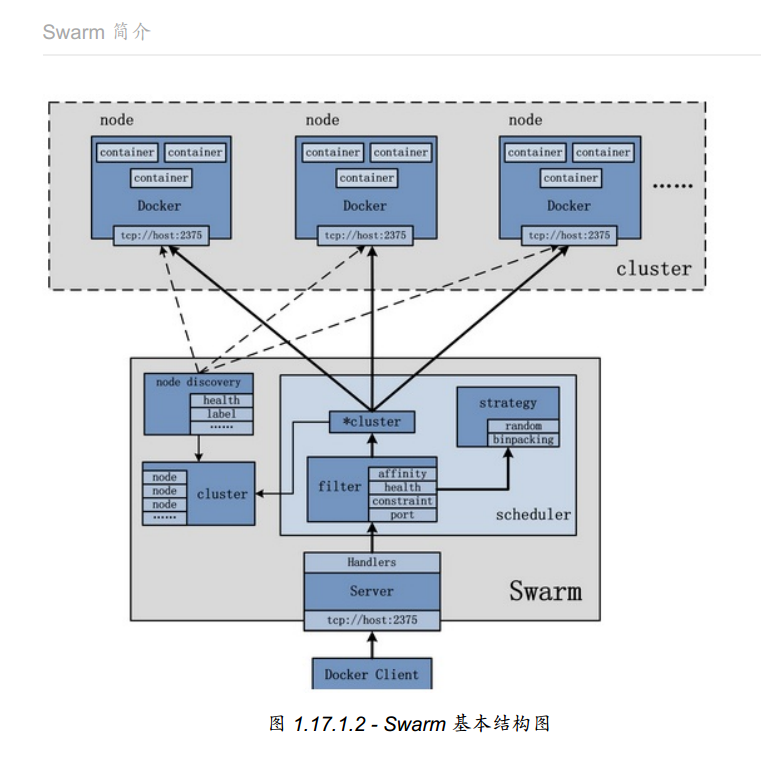 Swarm 简介
node
node
node
container container
container container
container container
container
container
container
Docker
Docker
Docker
......
tcp://host:2375
tcp://host:2375
tcp://host:2375
cluster
node discovery
health
label
......
*cluster
strategy
random
binpacking
node
node
node
......
cluster
filter
affinity
health
constraint
port
scheduler
Handlers
Server
tcp://host:2375
Swarm
Docker Client
图 1.17.1.2 - Swarm 基本结构图